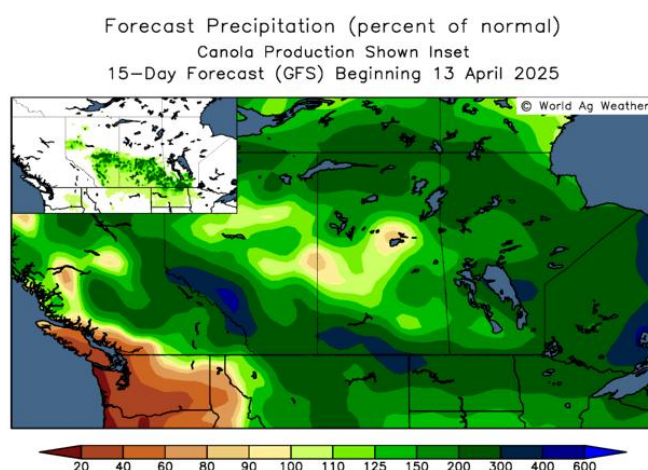 Forecast Precipitation (percent of normal)
Canola Production Shown Inset
15-Day Forecast (GFS) Beginning 13 April 2025
© World Ag Weather
20 40 60 80 90 100 110 125 150 200 300 400 600